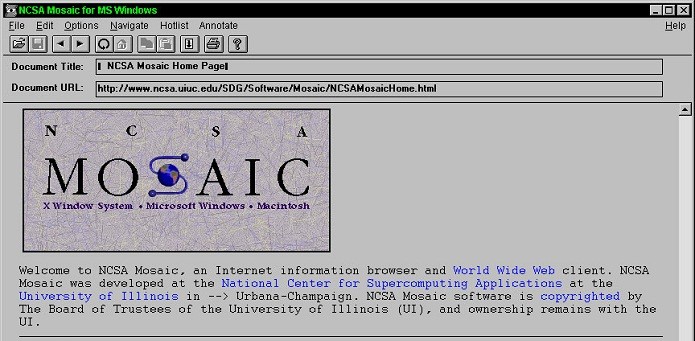 NCSA Mosaic for MS Windows
File Edit Options Navigate Hotlist Annotate Help
Document Title: NCSA Mosaic Home Page
Document URL: http://www.ncsa.uiuc.edu/SDG/Software/Mosaic/NCSAMosaicHome.html
N C S A
MOSAIC
X Window System • Microsoft Windows • Macintosh
Welcome to NCSA Mosaic, an Internet information browser and World Wide Web client. NCSA
Mosaic was developed at the National Center for Supercomputing Applications at the
University of Illinois in --> Urbana-Champaign. NCSA Mosaic software is copyrighted by
The Board of Trustees of the University of Illinois (UI), and ownership remains with the
UI.